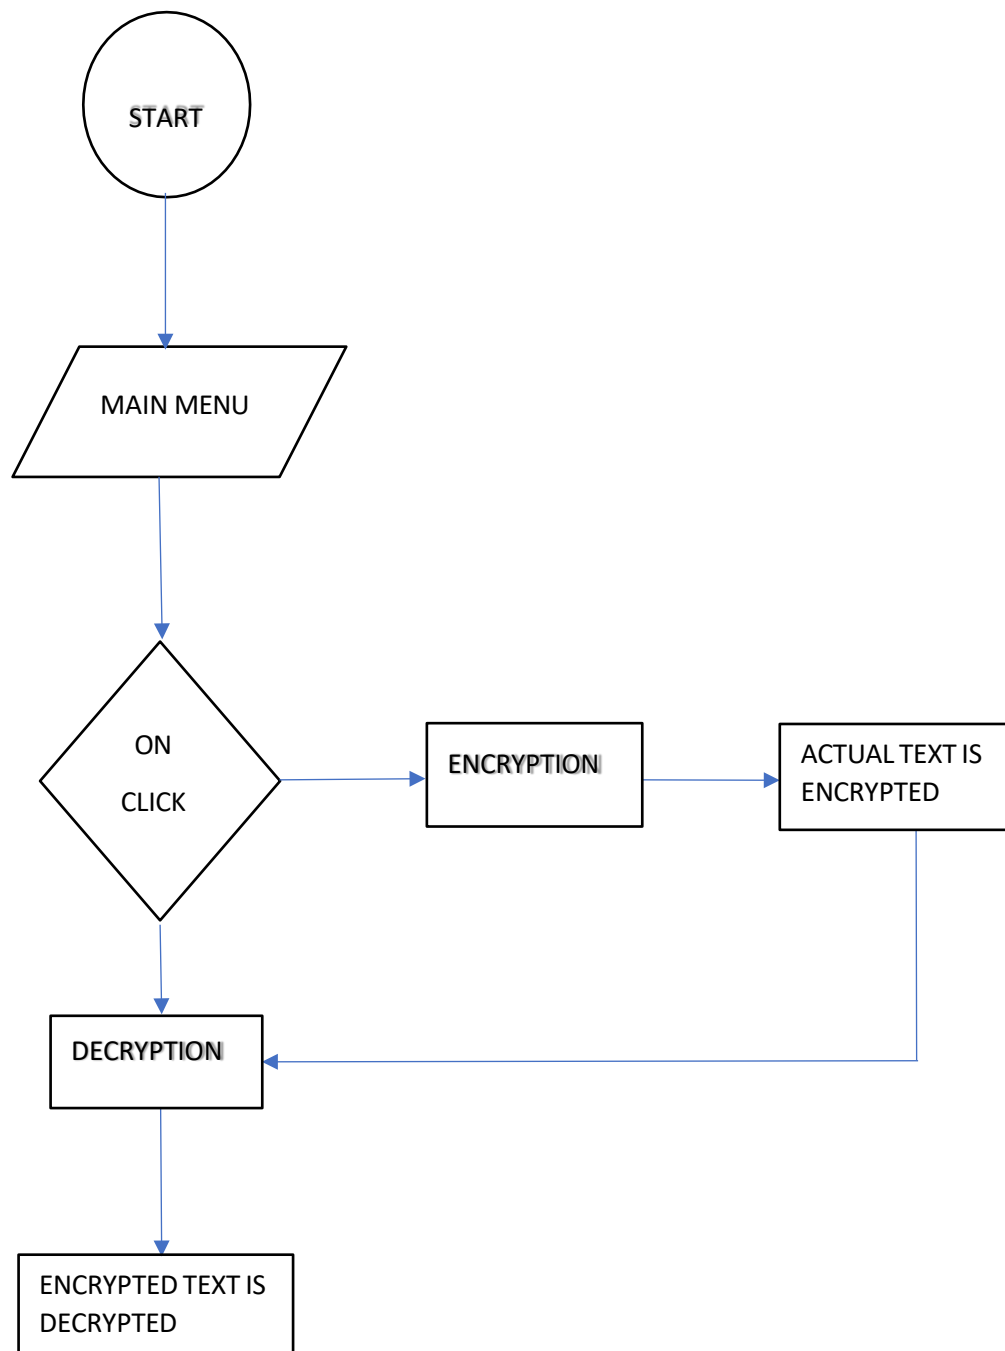 START
MAIN MENU
ON
CLICK
ENCRYPTION
ACTUAL TEXT IS
ENCRYPTED
DECRYPTION
ENCRYPTED TEXT IS
DECRYPTED